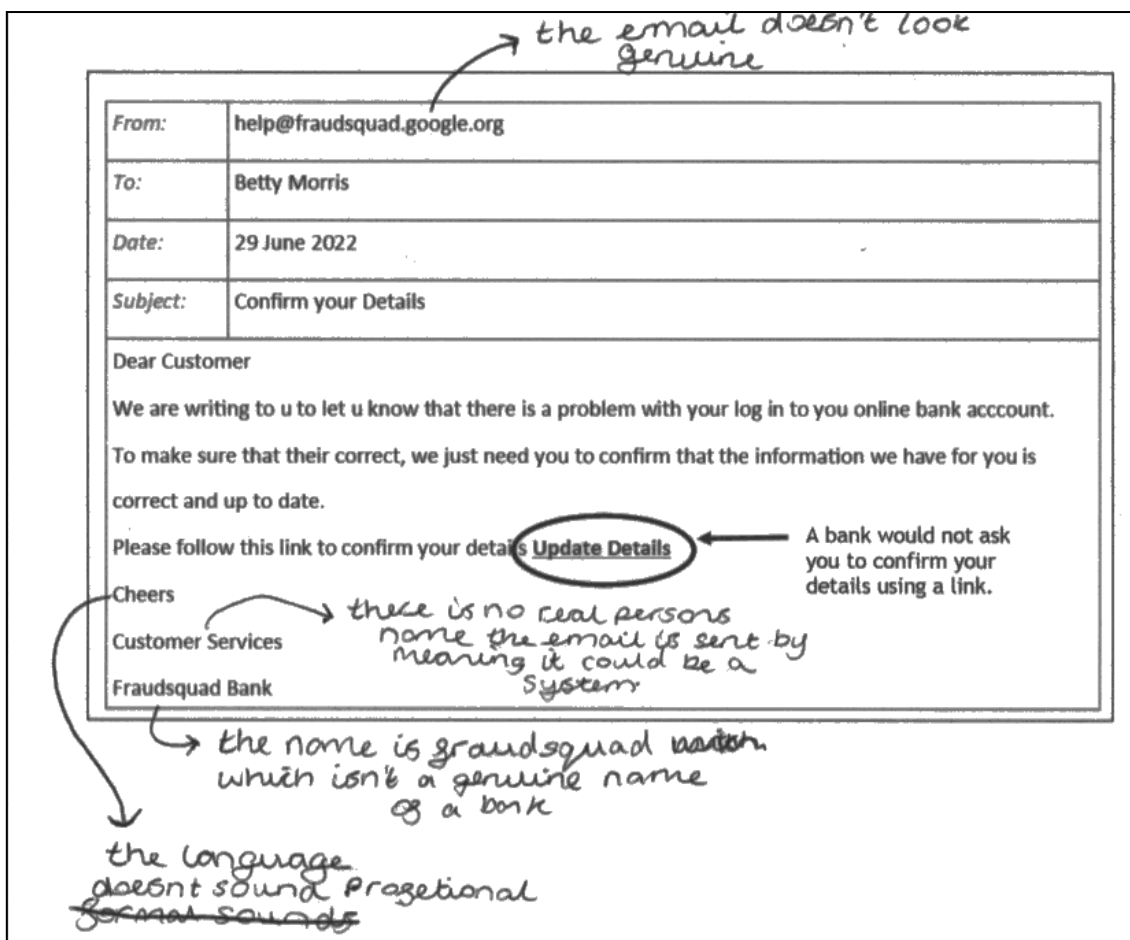 the email doesn't look
genuine
From: help@fraudsquad.google.org
To: Betty Morris
Date: 29 June 2022
Subject: Confirm your Details
Dear Customer
We are writing to u to let u know that there is a problem with your log in to you online bank acccount.
To make sure that their correct, we just need you to confirm that the information we have for you is
correct and up to date.
Please follow this link to confirm your details Update Details
A bank would not ask
you to confirm your
details using a link.
Cheers
there is no real persons
name the email is sent by
meaning it could be a
system
Customer Services
Fraudsquad Bank
the name is fraudsquad
which isn't a genuine name
of a bank
the language
doesnt sound profetional
formal sounds